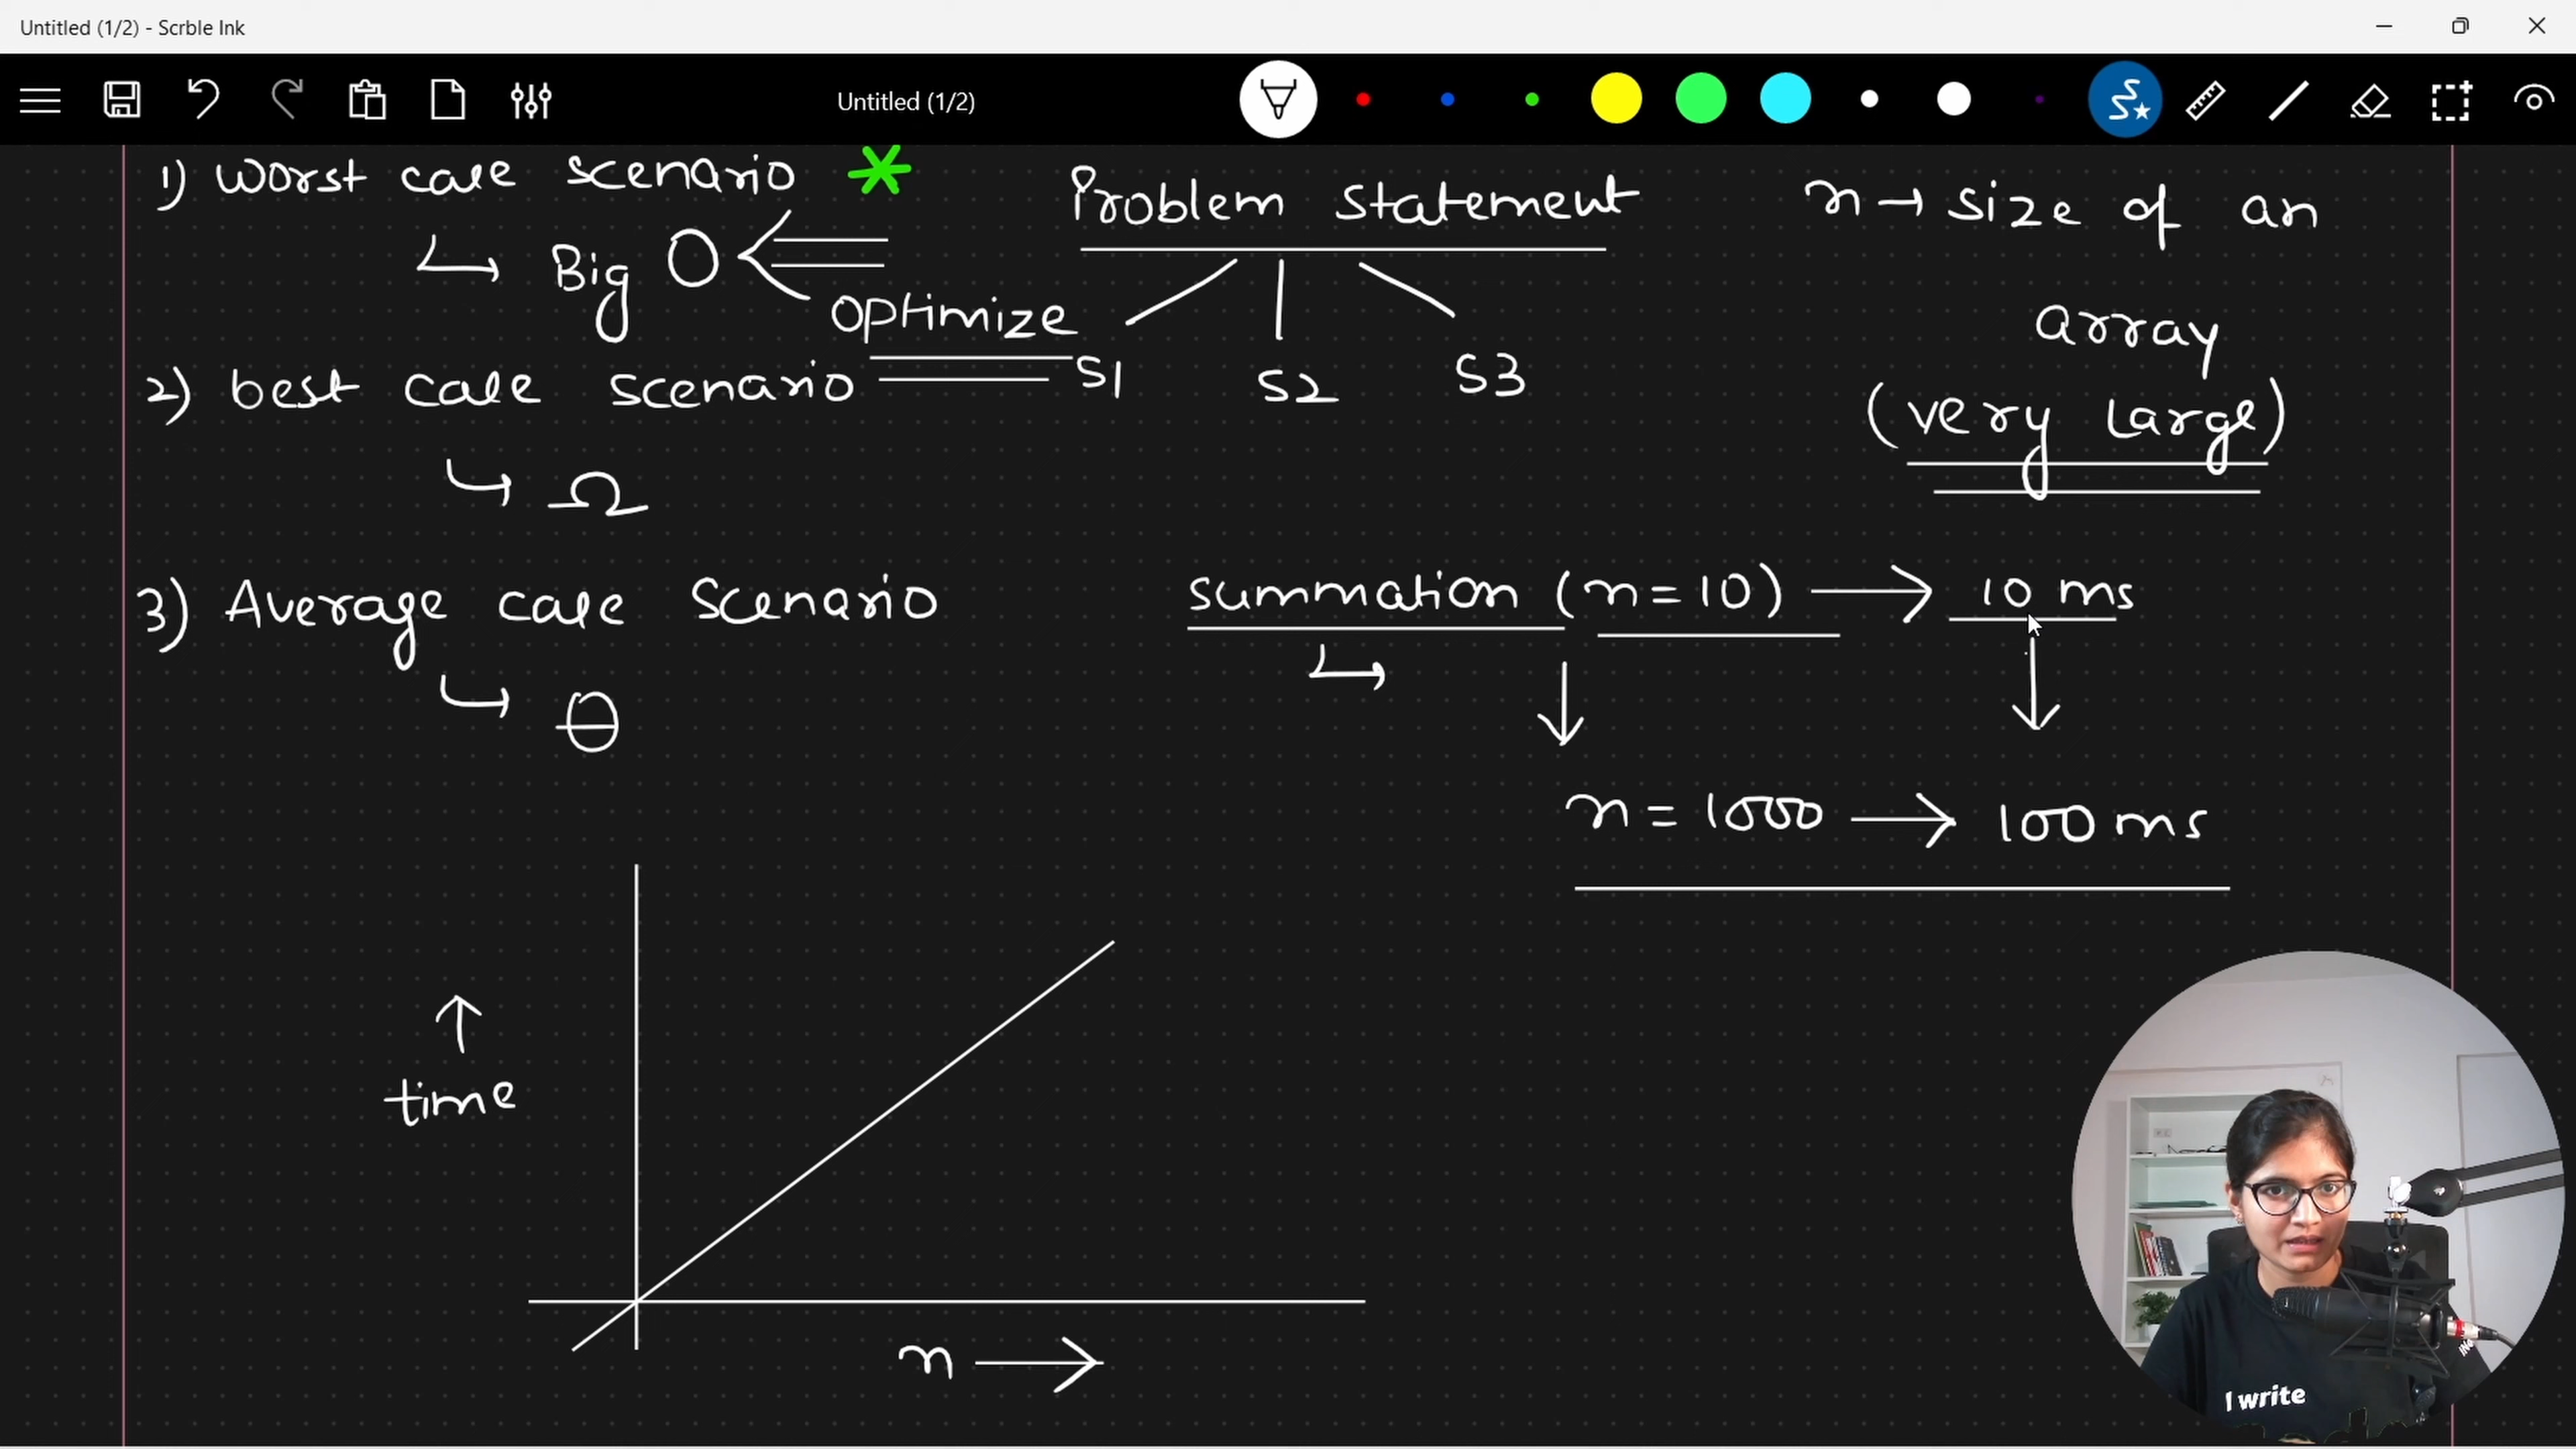 Untitled (1/2) - Scrble Ink
Untitled (1/2)
1) Worst case scenario *
↳ Big O <
Optimize
2) best case scenario
↳ Ω
3) Average case Scenario
↳ θ
Problem statement
S1 S2 S3
n → size of an
array
(very large)
summation (n=10) → 10 ms
↳ ↓ ↓
n = 1000 → 100 ms
↑
time
n →
I write